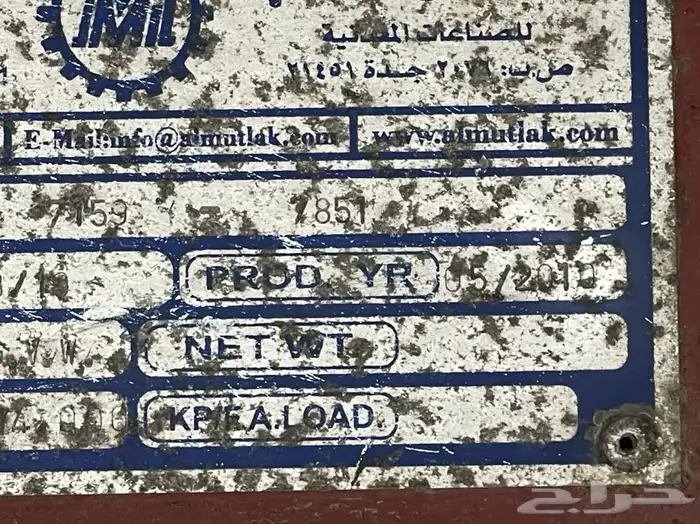 JMIL
للصناعات المعدنية
ص.ب: جدة ٢١٤٥١
E-Mail:info@almutlak.com www.almutlak.com
7159 - 7851
/10 PROD. YR 05/2010
NET WT.
KP/F.A.LOAD.
حراج